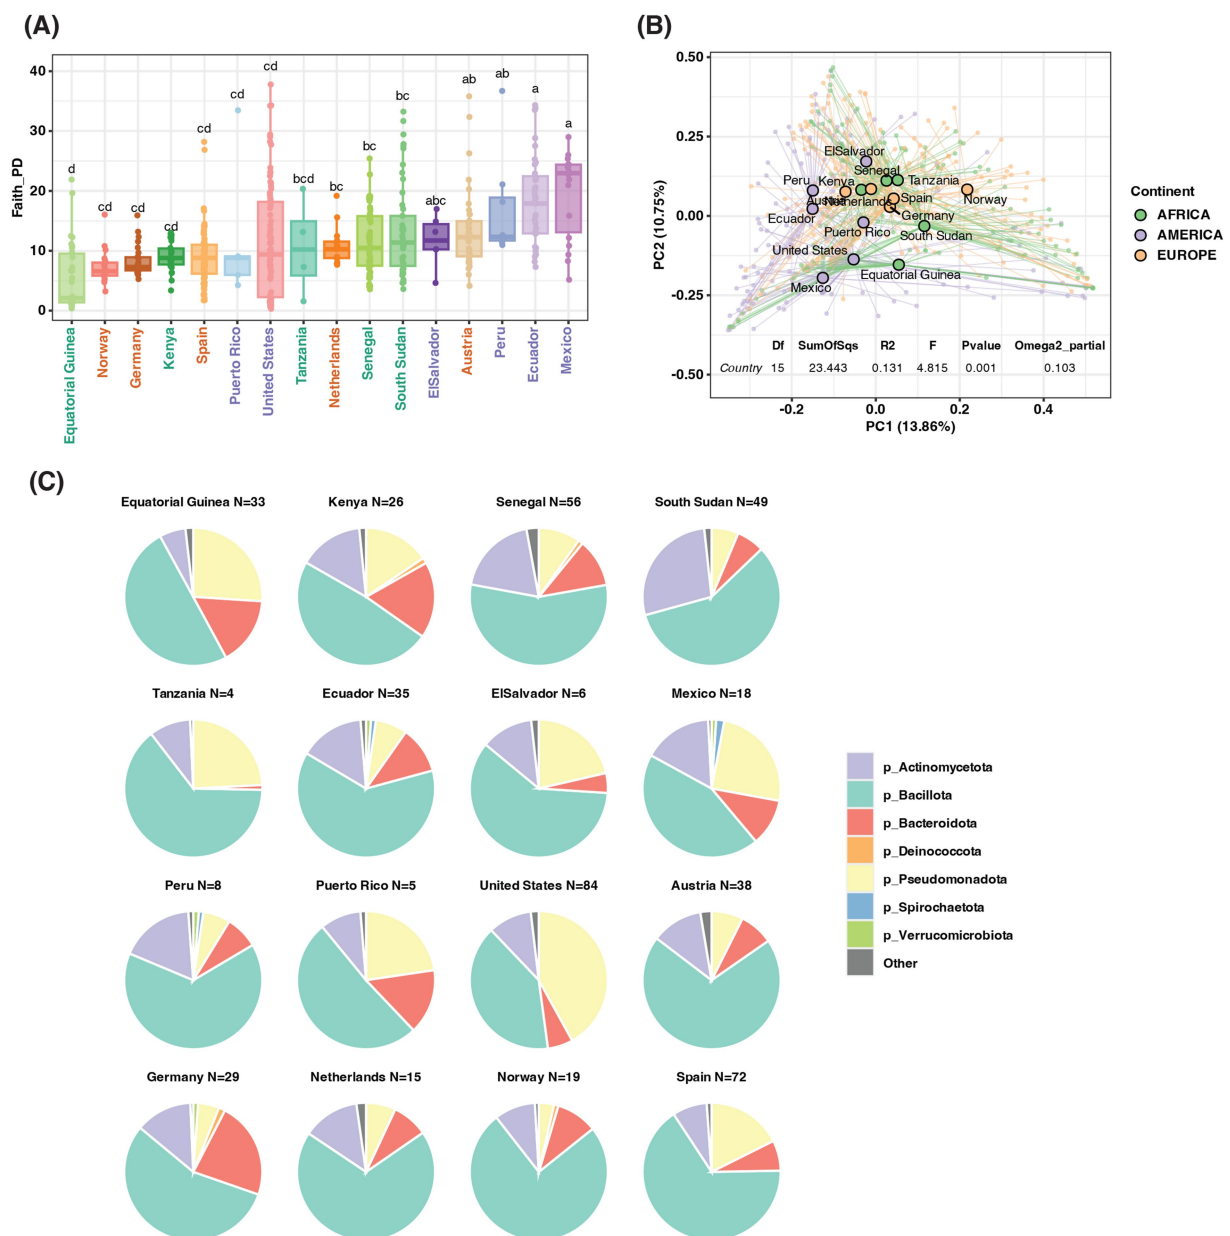 (A)
Faith_PD
40
30
20
10
0
d
cd
cd
cd
cd
cd
cd
bcd
bc
bc
bc
abc
ab
ab
a
a
Equatorial Guinea
Norway
Germany
Kenya
Spain
Puerto Rico
United States
Tanzania
Netherlands
Senegal
South Sudan
ElSalvador
Austria
Peru
Ecuador
Mexico
(B)
PC2 (10.75%)
0.50
0.25
0.00
-0.25
-0.50
ElSalvador
Senegal
Peru
Kenya
Tanzania
Austria
Netherlands
Spain
Norway
Ecuador
Germany
Puerto Rico
South Sudan
United States
Equatorial Guinea
Mexico
Df SumOfSqs R2 F Pvalue Omega2_partial
Country 15 23.443 0.131 4.815 0.001 0.103
-0.2 0.0 0.2 0.4
PC1 (13.86%)
Continent
AFRICA
AMERICA
EUROPE
(C)
Equatorial Guinea N=33
Kenya N=26
Senegal N=56
South Sudan N=49
Tanzania N=4
Ecuador N=35
ElSalvador N=6
Mexico N=18
Peru N=8
Puerto Rico N=5
United States N=84
Austria N=38
Germany N=29
Netherlands N=15
Norway N=19
Spain N=72
p_Actinomycetota
p_Bacillota
p_Bacteroidota
p_Deinococcota
p_Pseudomonadota
p_Spirochaetota
p_Verrucomicrobiota
Other